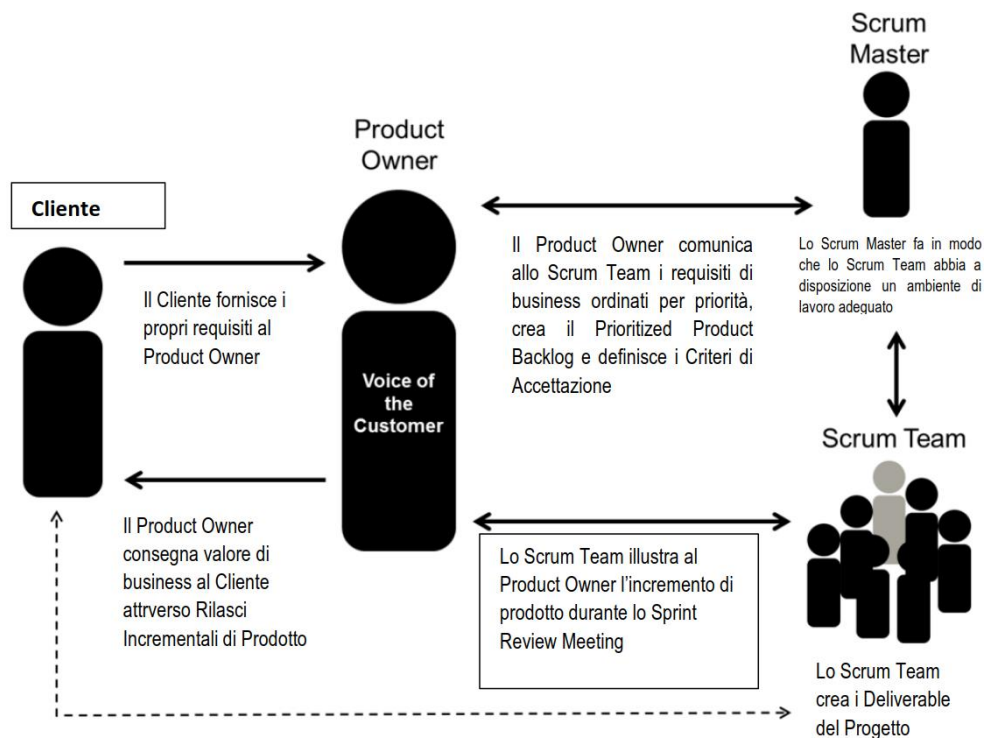 Scrum
Master
Product
Owner
Cliente
Il Cliente fornisce i
propri requisiti al
Product Owner
Il Product Owner comunica
allo Scrum Team i requisiti di
business ordinati per priorità,
crea il Prioritized Product
Backlog e definisce i Criteri di
Accettazione
Lo Scrum Master fa in modo
che lo Scrum Team abbia a
disposizione un ambiente di
lavoro adeguato
Voice of
the
Customer
Scrum Team
Il Product Owner
consegna valore di
business al Cliente
attrverso Rilasci
Incrementali di Prodotto
Lo Scrum Team illustra al
Product Owner l'incremento di
prodotto durante lo Sprint
Review Meeting
Lo Scrum Team
crea i Deliverable
del Progetto